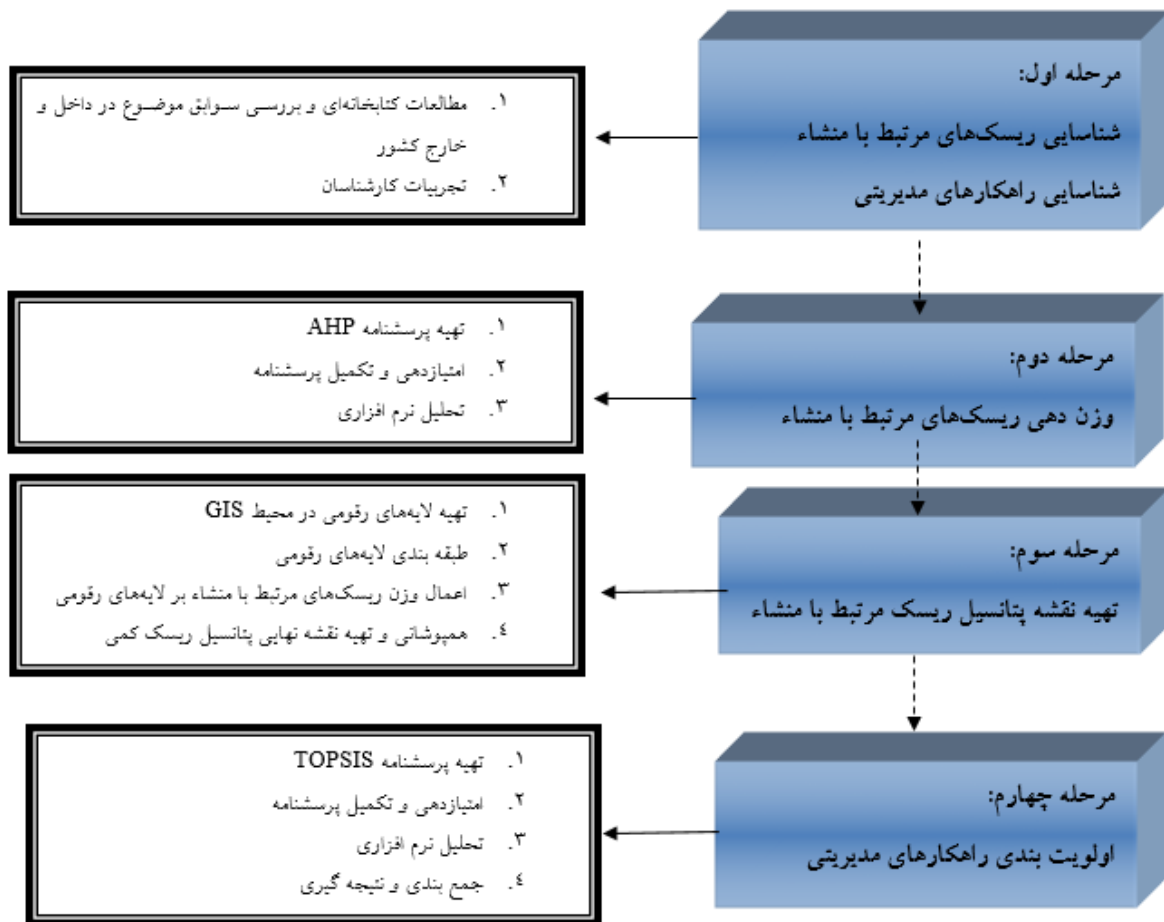 مرحله اول:
شناسایی ریسک‌های مرتبط با منشاء
شناسایی راهکارهای مدیریتی
۱. مطالعات کتابخانه‌ای و بررسی سوابق موضوع در داخل و
خارج کشور
۲. تجربیات کارشناسان
مرحله دوم:
وزن دهی ریسک‌های مرتبط با منشاء
۱. تهیه پرسشنامه AHP
۲. امتیازدهی و تکمیل پرسشنامه
۳. تحلیل نرم افزاری
مرحله سوم:
تهیه نقشه پتانسیل ریسک مرتبط با منشاء
۱. تهیه لایه‌های رقومی در محیط GIS
۲. طبقه بندی لایه‌های رقومی
۳. اعمال وزن ریسک‌های مرتبط با منشاء بر لایه‌های رقومی
٤. همپوشانی و تهیه نقشه نهایی پتانسیل ریسک کمی
مرحله چهارم:
اولویت بندی راهکارهای مدیریتی
۱. تهیه پرسشنامه TOPSIS
۲. امتیازدهی و تکمیل پرسشنامه
۳. تحلیل نرم افزاری
٤. جمع بندی و نتیجه گیری